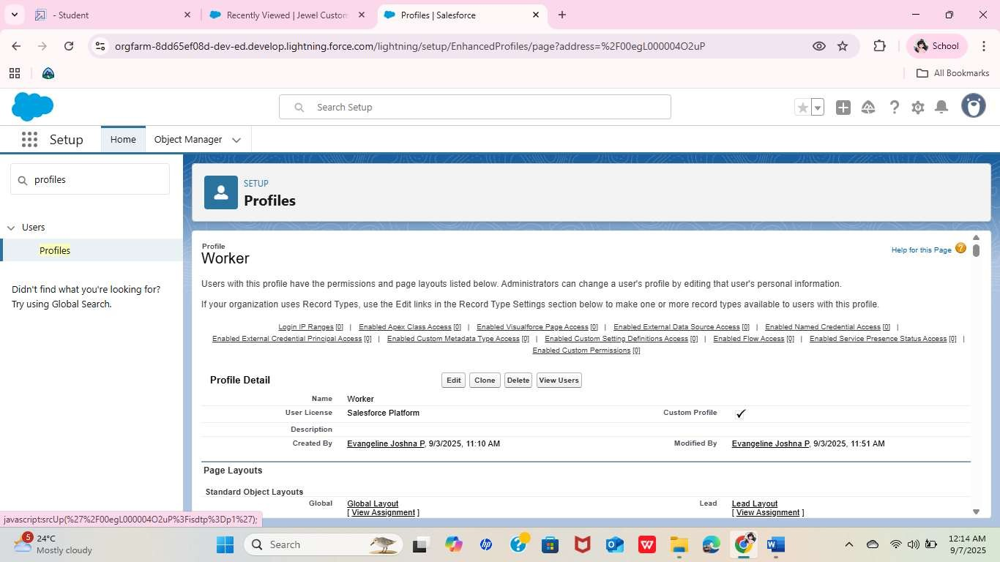 - Student
Recently Viewed | Jewel Custom
Profiles | Salesforce
orgfarm-8dd65ef08d-dev-ed.develop.lightning.force.com/lightning/setup/EnhancedProfiles/page?address=%2F00egL000004O2uP
School
All Bookmarks
Search Setup
Setup
Home
Object Manager
profiles
Users
Profiles
Didn't find what you're looking for?
Try using Global Search.
SETUP
Profiles
Profile
Worker
Help for this Page ?
Users with this profile have the permissions and page layouts listed below. Administrators can change a user's profile by editing that user's personal information.
If your organization uses Record Types, use the Edit links in the Record Type Settings section below to make one or more record types available to users with this profile.
Login IP Ranges [0] | Enabled Apex Class Access [0] | Enabled Visualforce Page Access [0] | Enabled External Data Source Access [0] | Enabled Named Credential Access [0] |
Enabled External Credential Principal Access [0] | Enabled Custom Metadata Type Access [0] | Enabled Custom Setting Definitions Access [0] | Enabled Flow Access [0] | Enabled Service Presence Status Access [0] |
Enabled Custom Permissions [0]
Profile Detail Edit Clone Delete View Users
Name Worker
User License Salesforce Platform Custom Profile ✓
Description
Created By Evangeline Joshna P, 9/3/2025, 11:10 AM Modified By Evangeline Joshna P, 9/3/2025, 11:51 AM
Page Layouts
Standard Object Layouts
Global Global Layout Lead Lead Layout
[ View Assignment ] [ View Assignment ]
javascript:srcUp(%27%2F00egL000004O2uP%3Fisdtp%3Dp1%27);
5
24°C
Mostly cloudy
Search
12:14 AM
9/7/2025